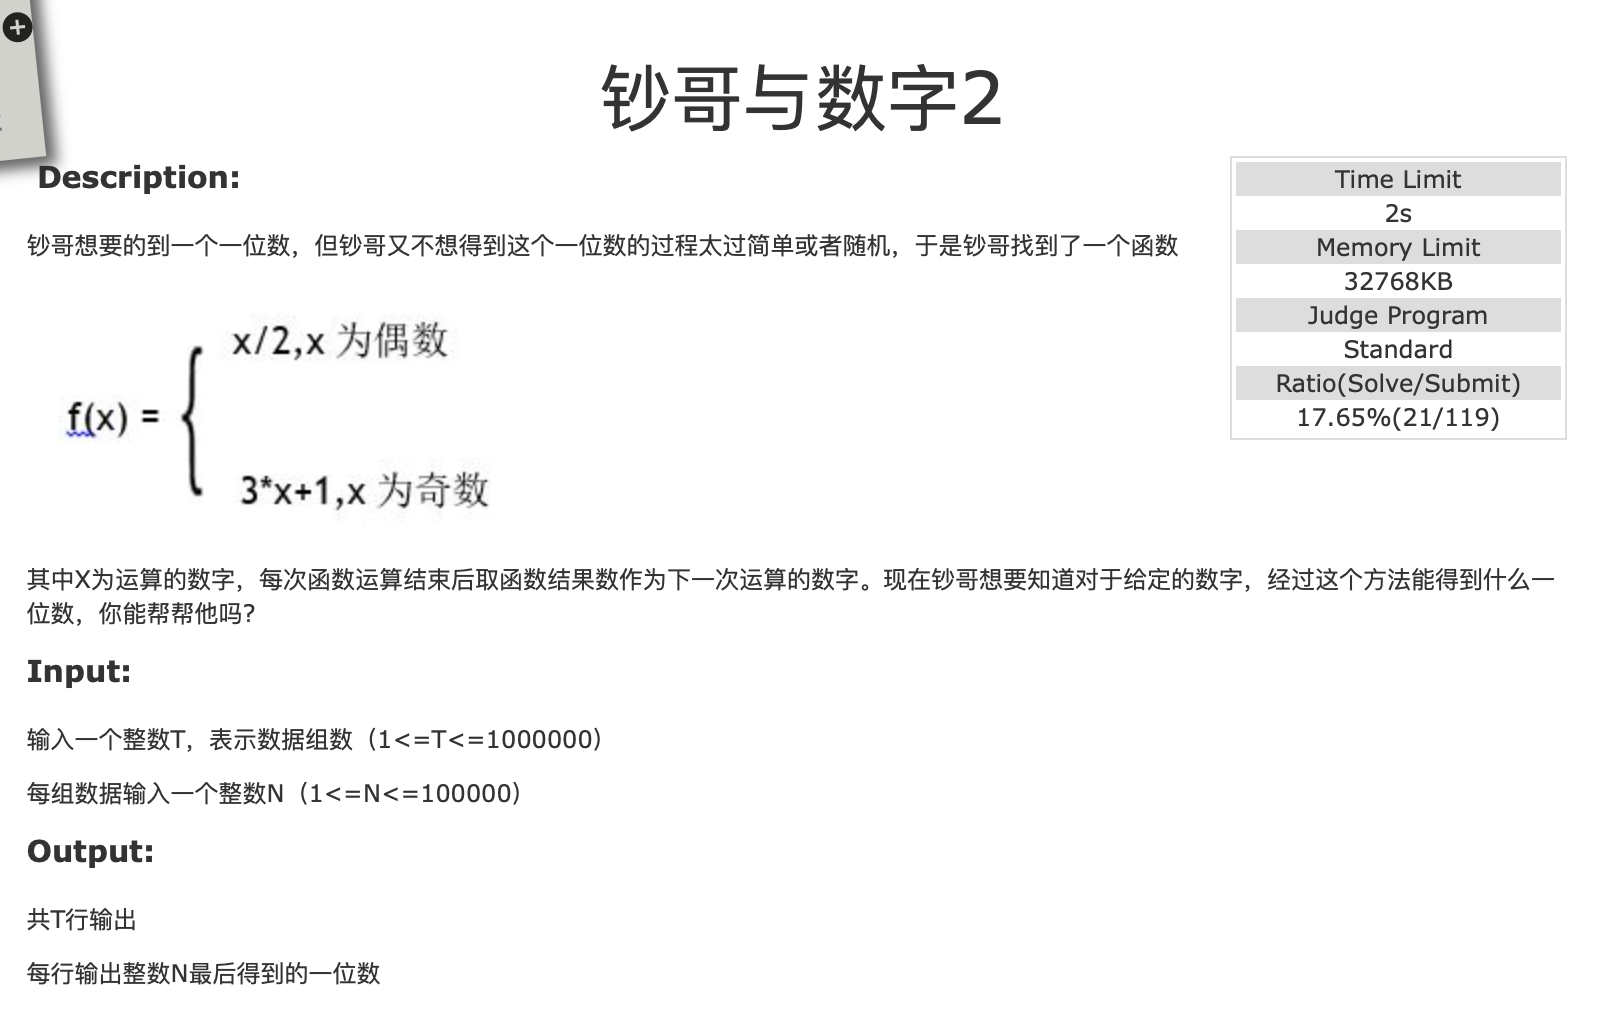 钞哥与数字2
Description:
钞哥想要的到一个一位数，但钞哥又不想得到这个一位数的过程太过简单或者随机，于是钞哥找到了一个函数
x/2,x 为偶数
f(x) =
3*x+1,x 为奇数
Time Limit
2s
Memory Limit
32768KB
Judge Program
Standard
Ratio(Solve/Submit)
17.65%(21/119)
其中X为运算的数字，每次函数运算结束后取函数结果数作为下一次运算的数字。现在钞哥想要知道对于给定的数字，经过这个方法能得到什么一
位数，你能帮帮他吗?
Input:
输入一个整数T，表示数据组数（1<=T<=1000000）
每组数据输入一个整数N（1<=N<=100000）
Output:
共T行输出
每行输出整数N最后得到的一位数